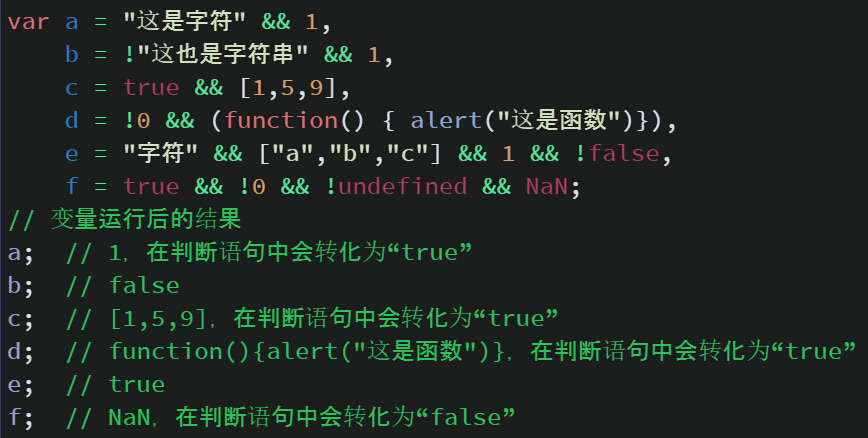 var a = "这是字符" && 1,
b = !"这也是字符串" && 1,
c = true && [1,5,9],
d = !0 && (function() { alert("这是函数")}),
e = "字符" && ["a","b","c"] && 1 && !false,
f = true && !0 && !undefined && NaN;
// 变量运行后的结果
a;  // 1，在判断语句中会转化为“true”
b;  // false
c;  // [1,5,9]，在判断语句中会转化为“true”
d;  // function(){alert("这是函数")}，在判断语句中会转化为“true”
e;  // true
f;  // NaN，在判断语句中会转化为“false”